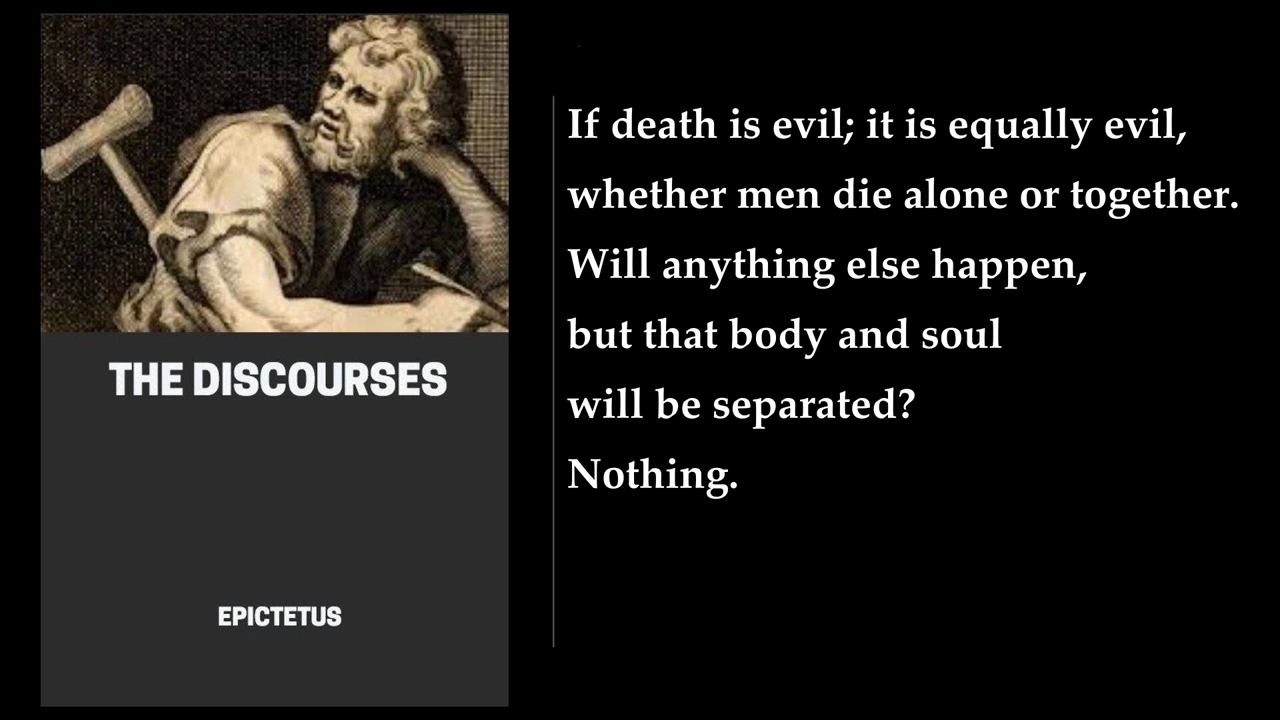 THE DISCOURSES
EPICTETUS
If death is evil; it is equally evil,
whether men die alone or together.
Will anything else happen,
but that body and soul
will be separated?
Nothing.